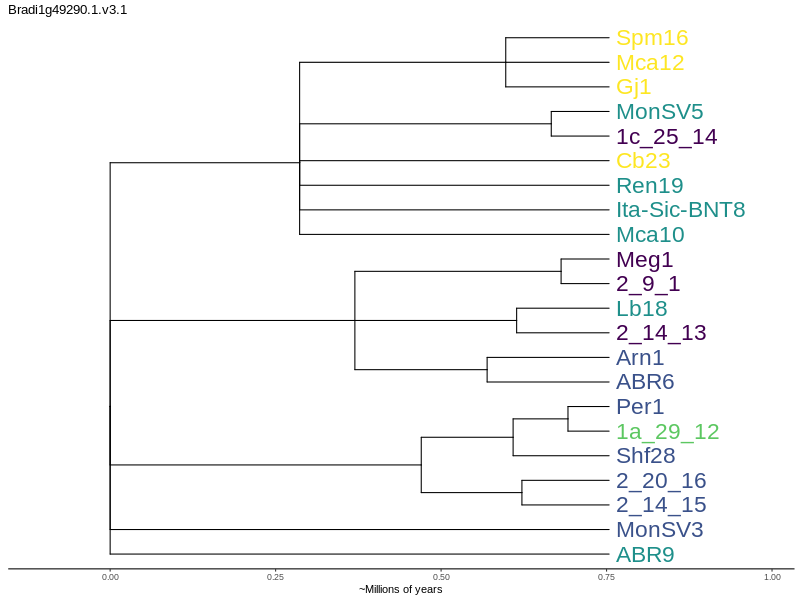 Bradi1g49290.1.v3.1
Spm16
Mca12
Gj1
MonSV5
1c_25_14
Cb23
Ren19
Ita-Sic-BNT8
Mca10
Meg1
2_9_1
Lb18
2_14_13
Arn1
ABR6
Per1
1a_29_12
Shf28
2_20_16
2_14_15
MonSV3
ABR9
0.00 0.25 0.50 0.75 1.00
~Millions of years